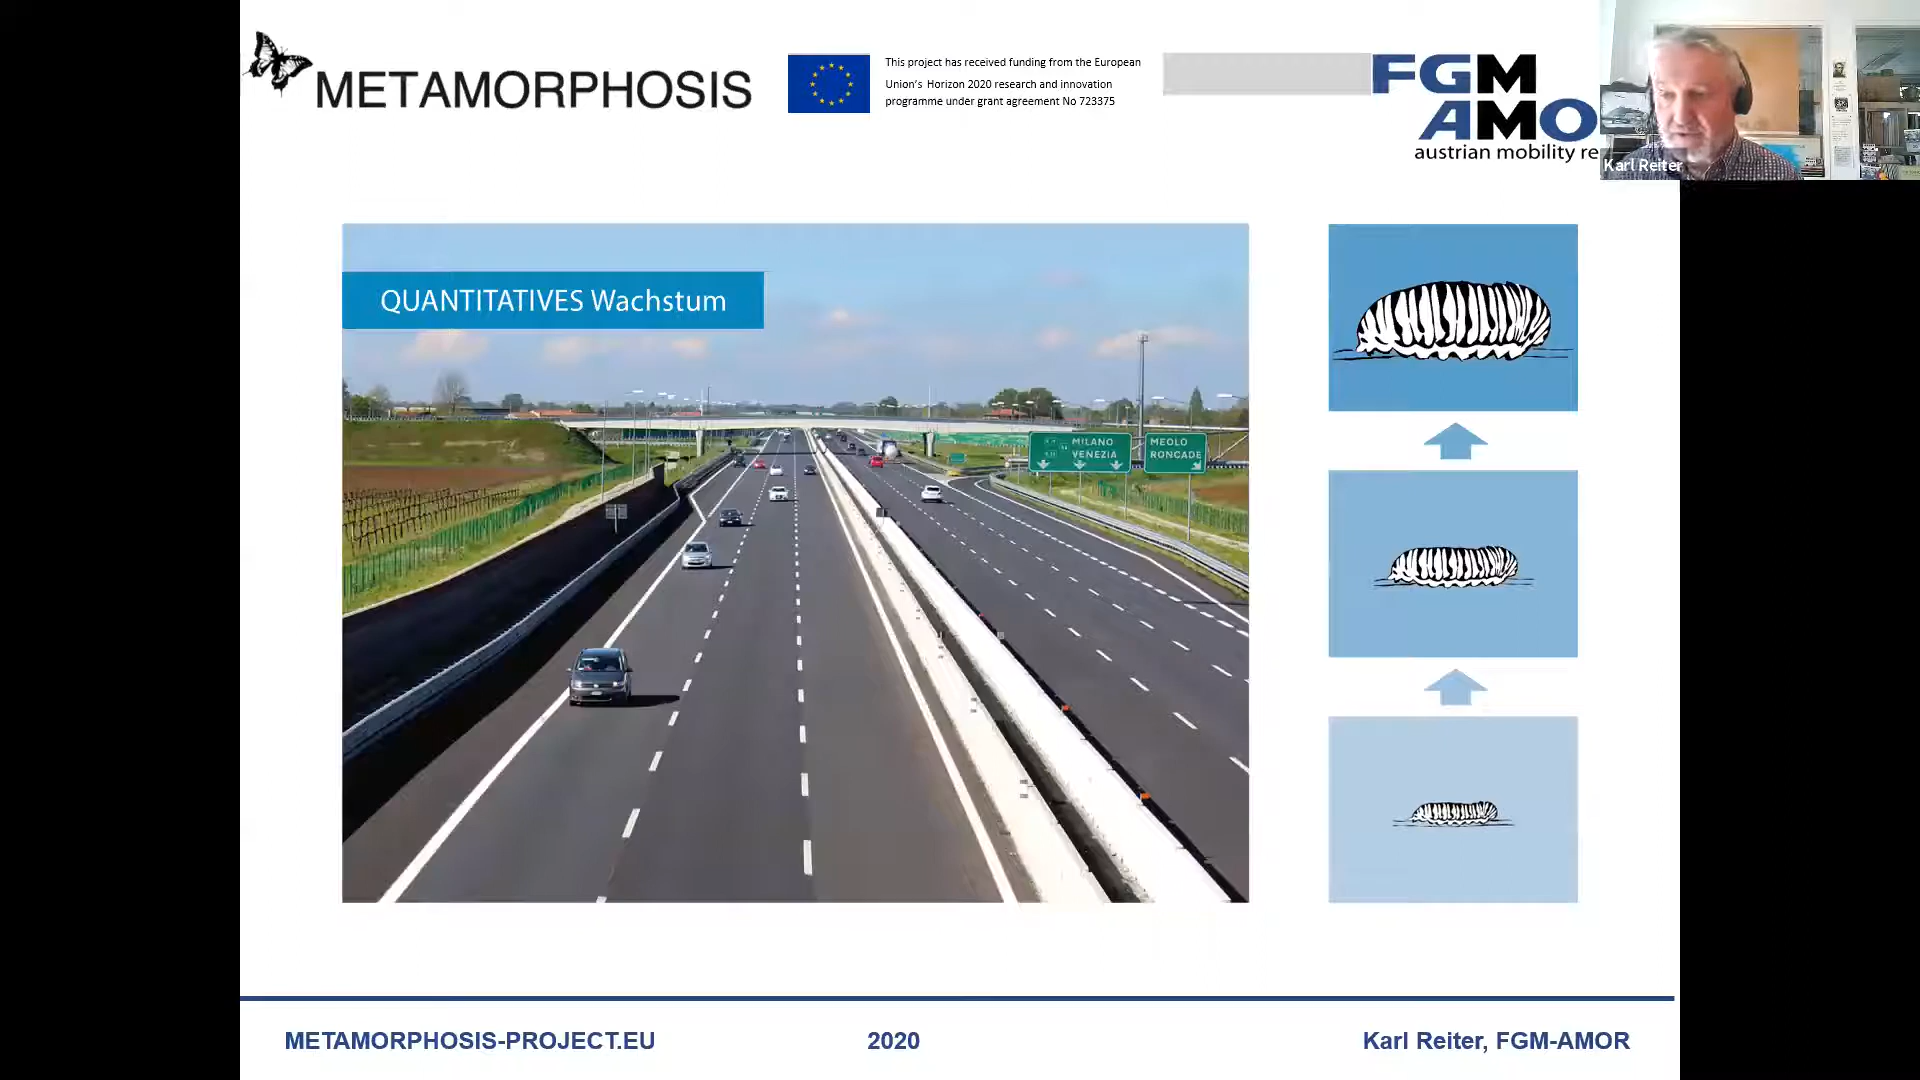 METAMORPHOSIS
This project has received funding from the European
Union's Horizon 2020 research and innovation
programme under grant agreement No 723375
FGM
AMO
austrian mobility re
Karl Reiter
QUANTITATIVES Wachstum
MILANO
VENEZIA
MEOLO
RONCADE
METAMORPHOSIS-PROJECT.EU
2020
Karl Reiter, FGM-AMOR